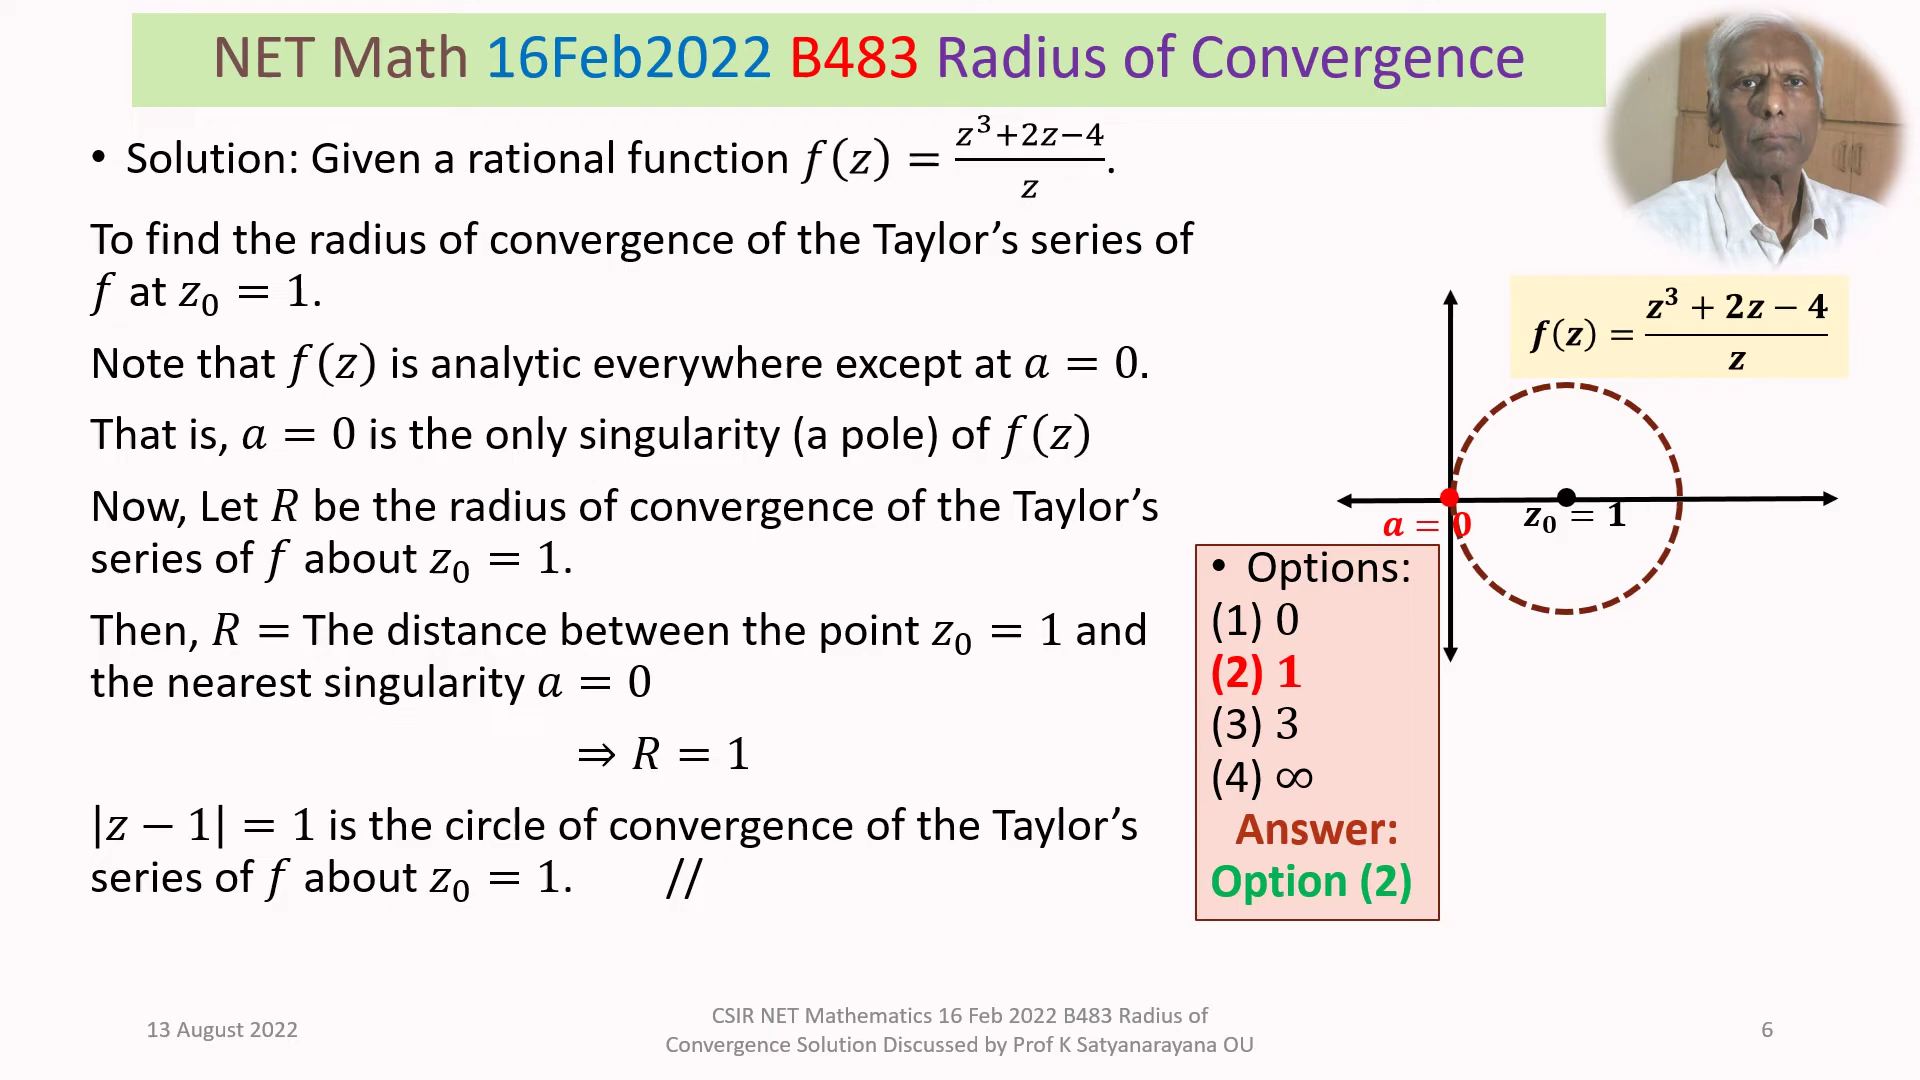 NET Math 16Feb2022 B483 Radius of Convergence
• Solution: Given a rational function f(z) = (z³+2z−4)/z.
To find the radius of convergence of the Taylor’s series of
f at z₀ = 1.
Note that f(z) is analytic everywhere except at a = 0.
That is, a = 0 is the only singularity (a pole) of f(z)
Now, Let R be the radius of convergence of the Taylor’s
series of f about z₀ = 1.
Then, R = The distance between the point z₀ = 1 and
the nearest singularity a = 0
⇒ R = 1
|z − 1| = 1 is the circle of convergence of the Taylor’s
series of f about z₀ = 1. //
f(z) = (z³ + 2z − 4)/z
a = 0
z₀ = 1
• Options:
(1) 0
(2) 1
(3) 3
(4) ∞
Answer:
Option (2)
13 August 2022
CSIR NET Mathematics 16 Feb 2022 B483 Radius of
Convergence Solution Discussed by Prof K Satyanarayana OU
6